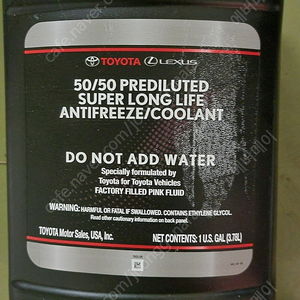 TOYOTA LEXUS
50/50 PREDILUTED
SUPER LONG LIFE
ANTIFREEZE/COOLANT
DO NOT ADD WATER
Specially formulated by
Toyota for Toyota Vehicles
FACTORY FILLED PINK FLUID
WARNING: HARMFUL OR FATAL IF SWALLOWED. CONTAINS ETHYLENE GLYCOL.
Read other cautionary information on back panel.
TOYOTA Motor Sales, USA, Inc. NET CONTENTS: 1 U.S. GAL (3.78L)